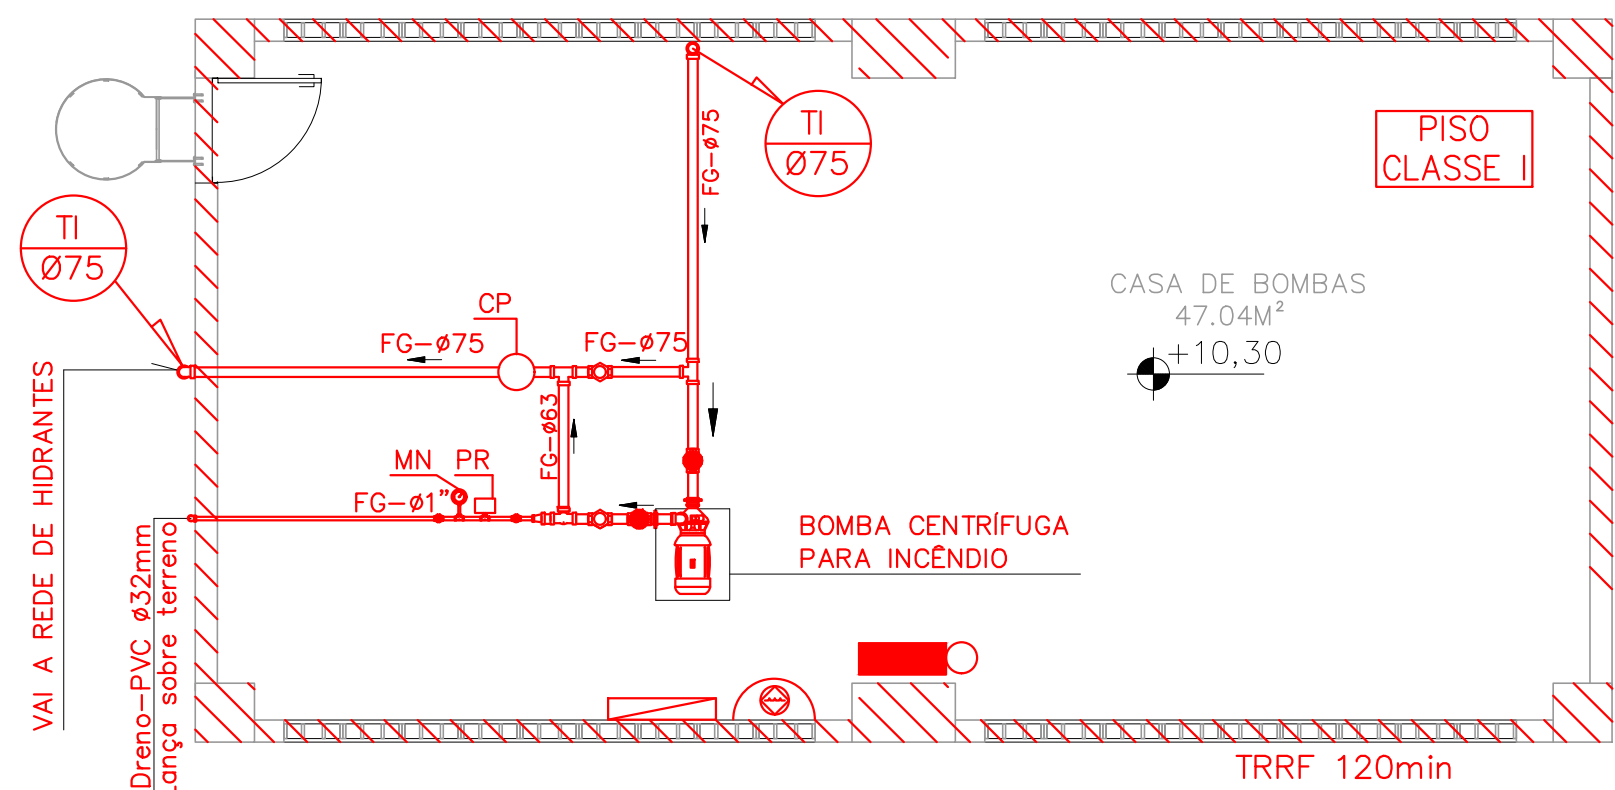 TI
Ø75
FG-ø75
PISO
CLASSE I
TI
Ø75
CP
FG-ø75
FG-ø75
CASA DE BOMBAS
47.04M²
+10,30
VAI A REDE DE HIDRANTES
FG-ø63
MN
PR
FG-ø1”
BOMBA CENTRÍFUGA
PARA INCÊNDIO
Dreno-PVC ø32mm
ança sobre terreno
TRRF 120min